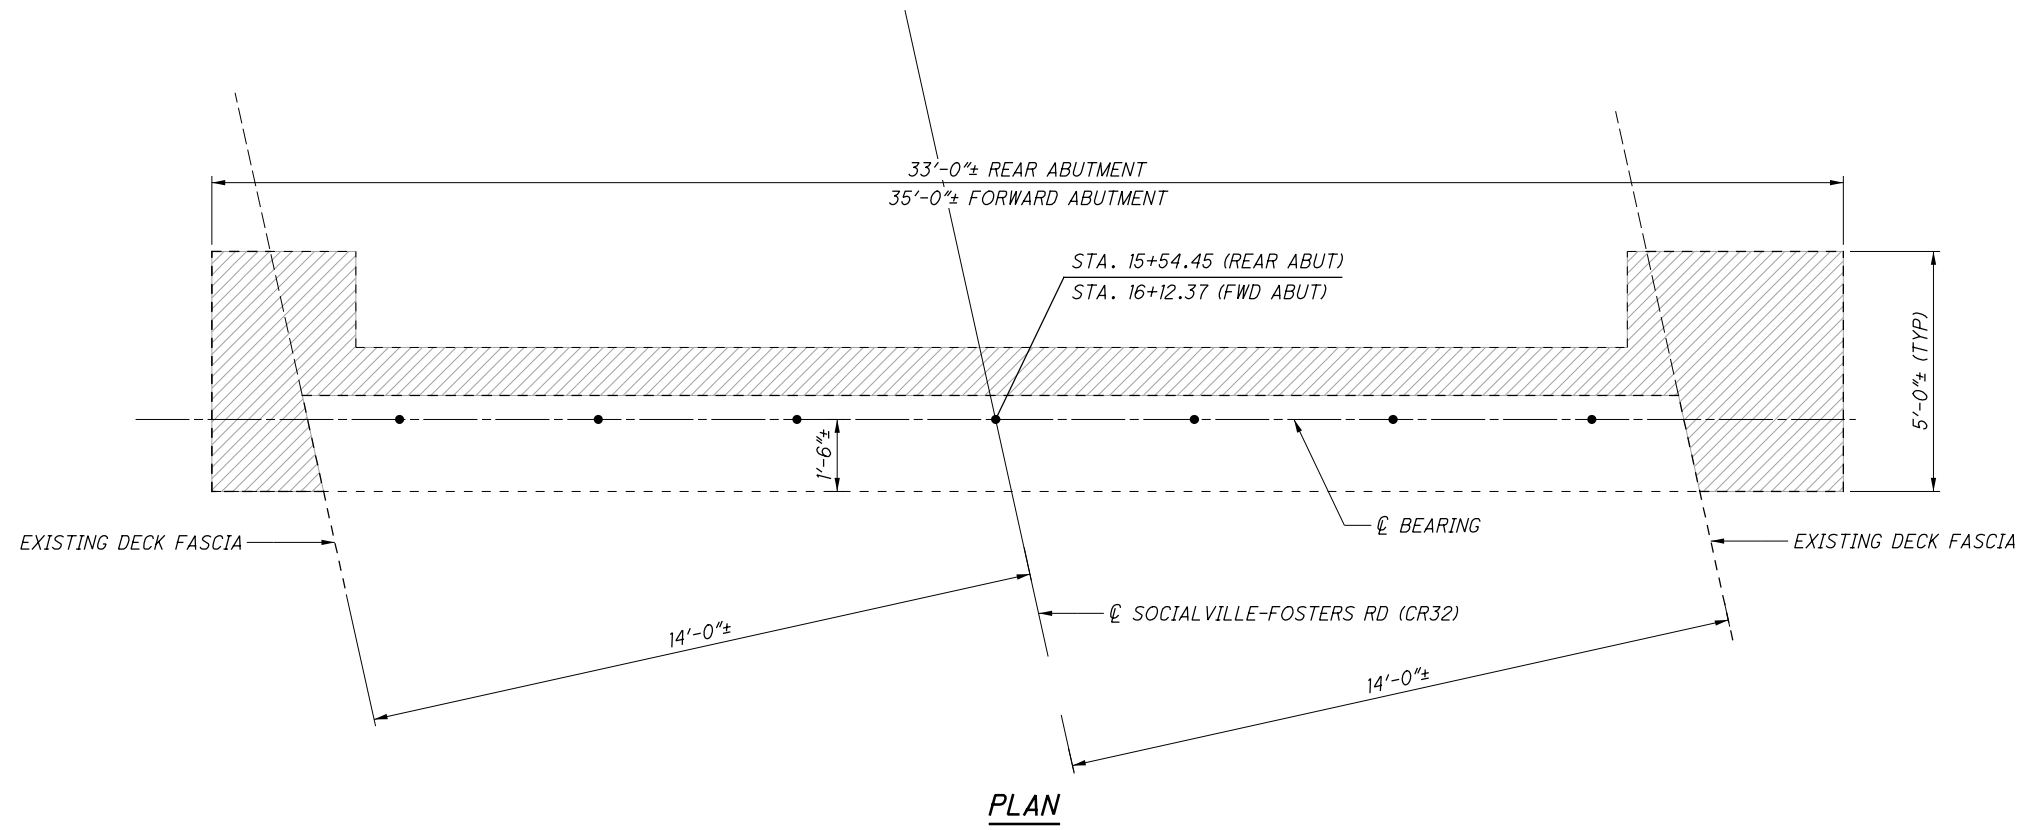 33'-0"± REAR ABUTMENT
35'-0"± FORWARD ABUTMENT
STA. 15+54.45 (REAR ABUT)
STA. 16+12.37 (FWD ABUT)
5'-0"± (TYP)
1'-6"±
℄ BEARING
EXISTING DECK FASCIA
EXISTING DECK FASCIA
℄ SOCIALVILLE-FOSTERS RD (CR32)
14'-0"±
14'-0"±
PLAN